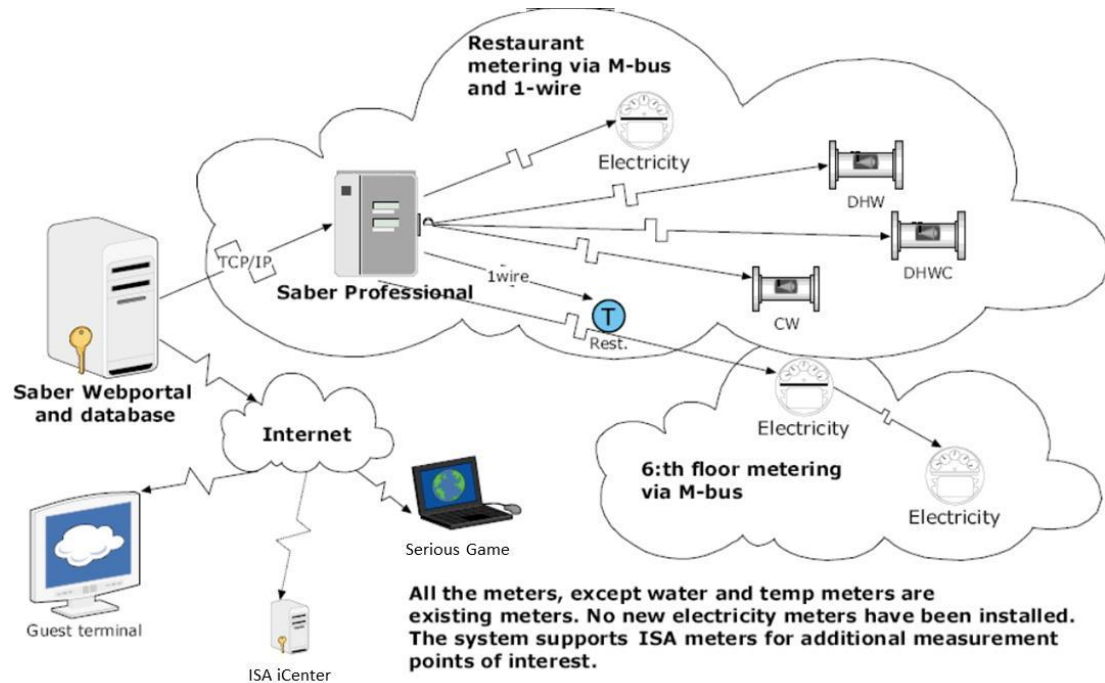 Restaurant
metering via M-bus
and 1-wire
Electricity
DHW
DHWC
CW
TCP/IP
Saber Professional
1wire
T
Rest.
Saber Webportal
and database
Internet
Electricity
6:th floor metering
via M-bus
Electricity
Serious Game
Guest terminal
ISA iCenter
All the meters, except water and temp meters are
existing meters. No new electricity meters have been installed.
The system supports ISA meters for additional measurement
points of interest.